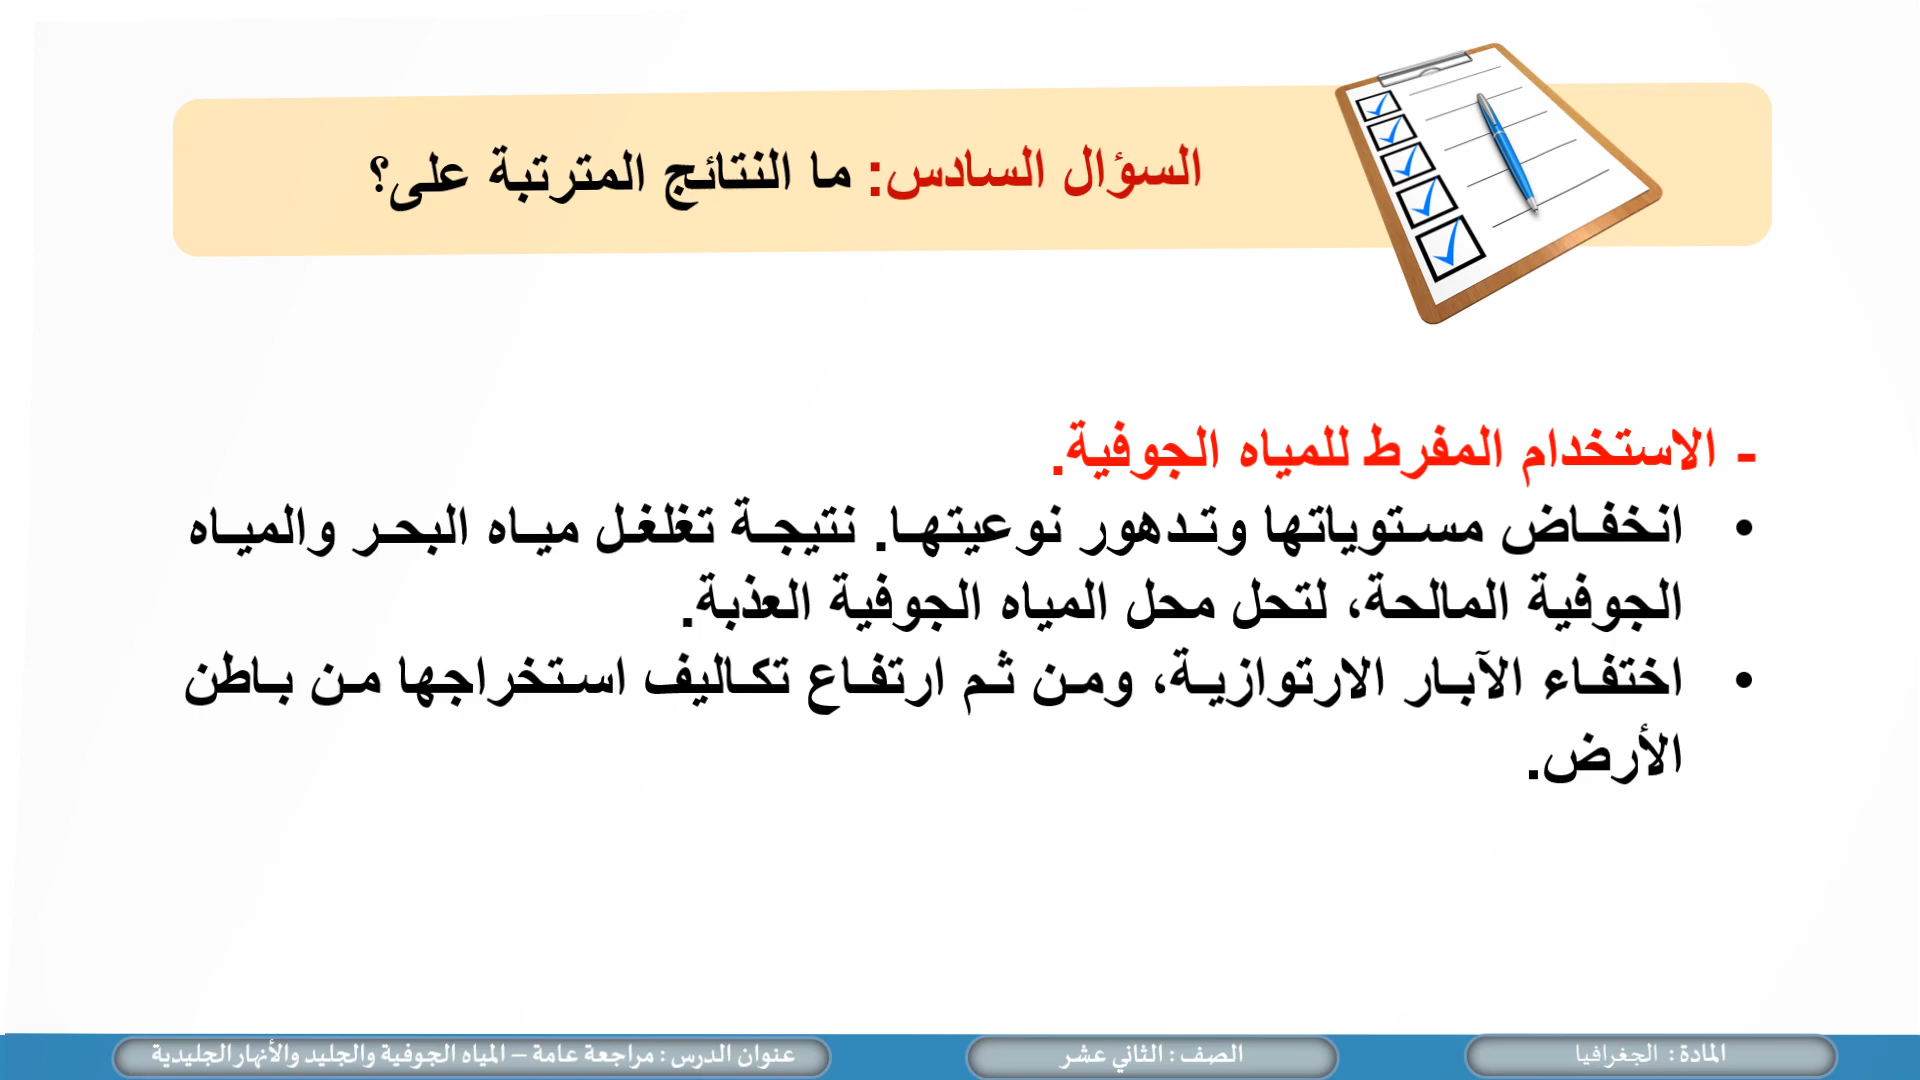 السؤال السادس: ما النتائج المترتبة على؟
- الاستخدام المفرط للمياه الجوفية.
• انخفاض مستوياتها وتدهور نوعيتها. نتيجة تغلغل مياه البحر والمياه
الجوفية المالحة، لتحل محل المياه الجوفية العذبة.
• اختفاء الآبار الارتوازية، ومن ثم ارتفاع تكاليف استخراجها من باطن
الأرض.
المادة : الجغرافيا
الصف : الثاني عشر
عنوان الدرس : مراجعة عامة – المياه الجوفية والجليد والأنهار الجليدية